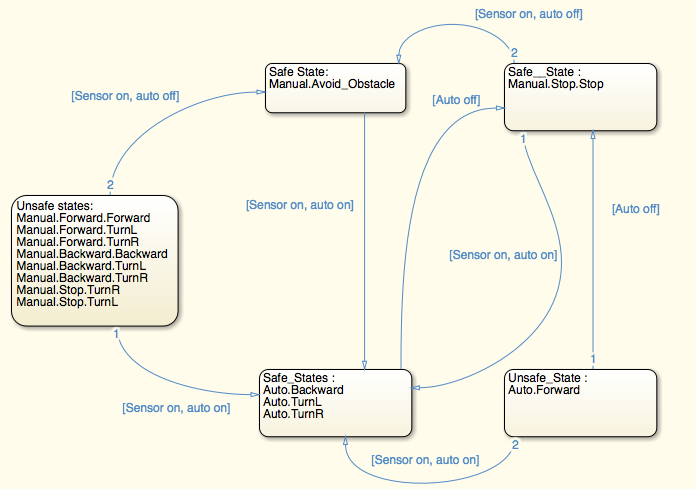 [Sensor on, auto off]
2
Safe State:
Manual.Avoid_Obstacle
Safe__State :
Manual.Stop.Stop
[Sensor on, auto off]
[Auto off]
2
1
Unsafe states:
Manual.Forward.Forward
Manual.Forward.TurnL
Manual.Forward.TurnR
Manual.Backward.Backward
Manual.Backward.TurnL
Manual.Backward.TurnR
Manual.Stop.TurnR
Manual.Stop.TurnL
[Sensor on, auto on]
[Auto off]
[Sensor on, auto on]
1
1
Safe_States :
Auto.Backward
Auto.TurnL
Auto.TurnR
Unsafe_State :
Auto.Forward
[Sensor on, auto on]
2
[Sensor on, auto on]